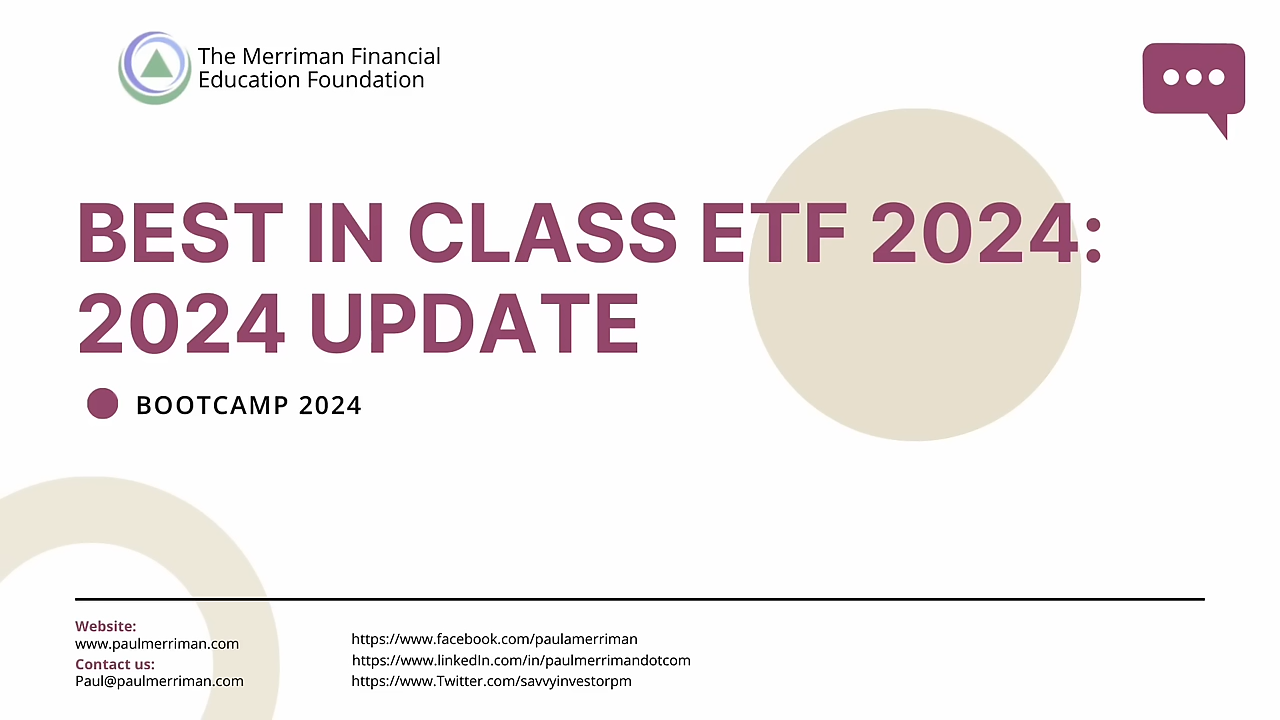 The Merriman Financial
Education Foundation
BEST IN CLASS ETF 2024:
2024 UPDATE
BOOTCAMP 2024
Website:
www.paulmerriman.com
Contact us:
Paul@paulmerriman.com
https://www.facebook.com/paulamerriman
https://www.linkedIn.com/in/paulmerrimandotcom
https://www.Twitter.com/savvyinvestorpm